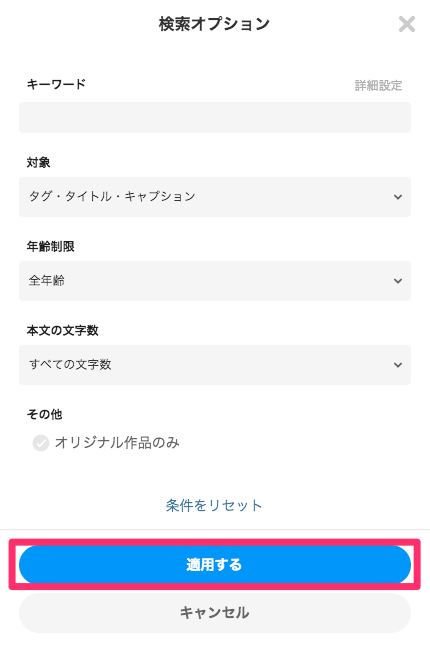 検索オプション
キーワード 詳細設定
対象
タグ・タイトル・キャプション
年齢制限
全年齢
本文の文字数
すべての文字数
その他
オリジナル作品のみ
条件をリセット
適用する
キャンセル